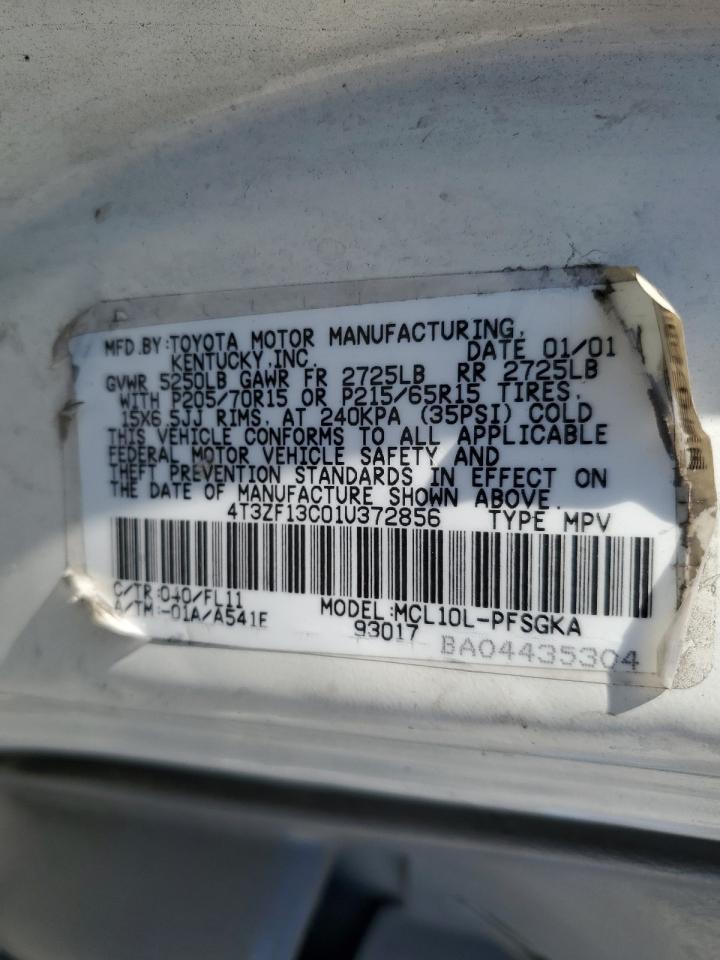 MFD.BY:TOYOTA MOTOR MANUFACTURING,
KENTUCKY,INC. DATE 01/01
GVWR 5250LB GAWR FR 2725LB RR 2725LB
WITH P205/70R15 OR P215/65R15 TIRES,
15X6.5JJ RIMS, AT 240KPA (35PSI) COLD
THIS VEHICLE CONFORMS TO ALL APPLICABLE
FEDERAL MOTOR VEHICLE SAFETY AND
THEFT PREVENTION STANDARDS IN EFFECT ON
THE DATE OF MANUFACTURE SHOWN ABOVE.
4T3ZF13C01U372856 TYPE MPV
C/TR:040/FL11
A/TM:-01A/A541E MODEL:MCL10L-PFSGKA
93017 BA04435304